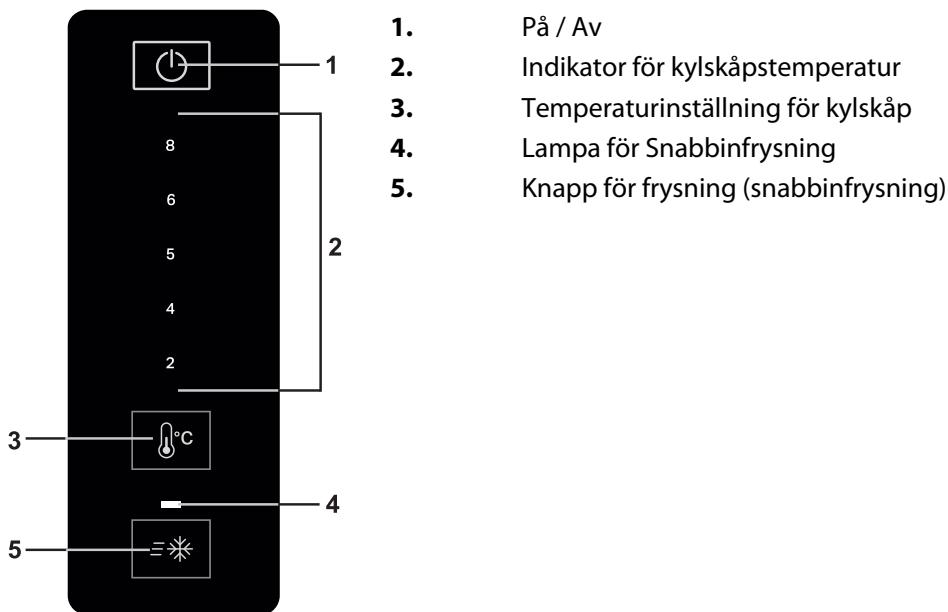 1
8
6
5
4
2
2
3
°C
4
5
1. På / Av
2. Indikator för kylskåpstemperatur
3. Temperaturinställning för kylskåp
4. Lampa för Snabbinfrysning
5. Knapp för frysning (snabbinfrysning)